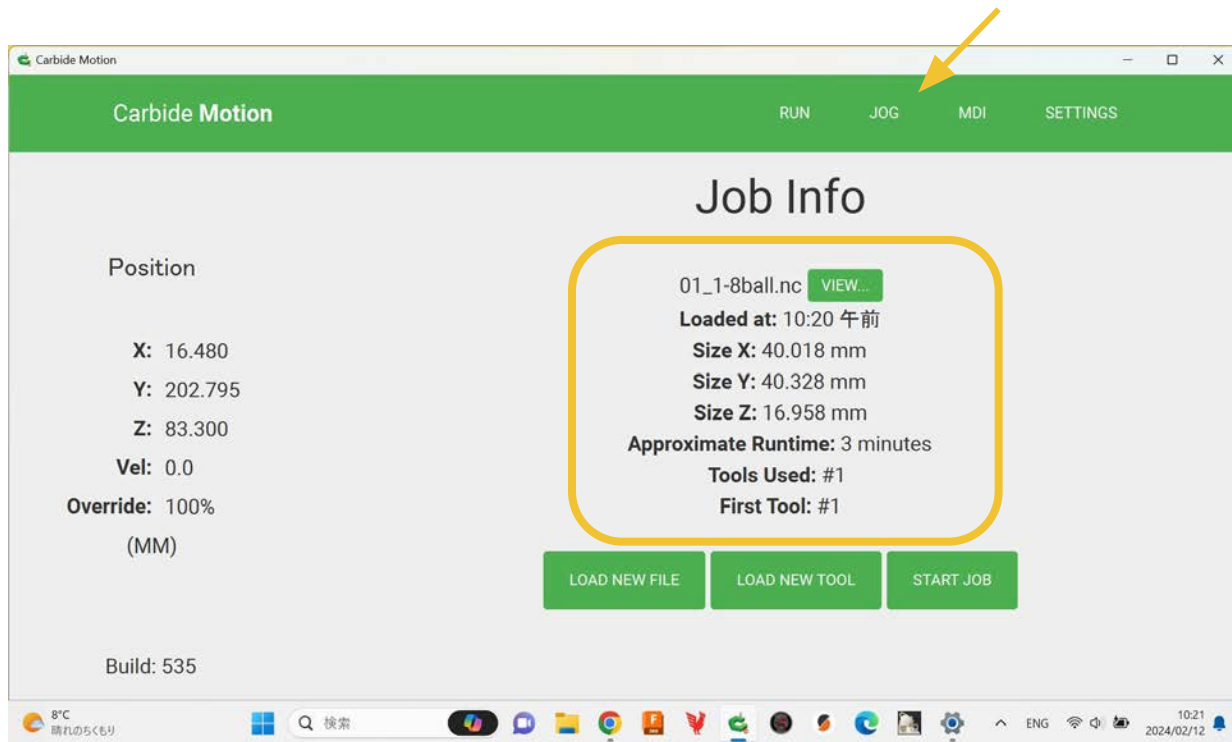 Carbide Motion
Carbide Motion
RUN JOG MDI SETTINGS
Job Info
Position
X: 16.480
Y: 202.795
Z: 83.300
Vel: 0.0
Override: 100%
(MM)
01_1-8ball.nc VIEW...
Loaded at: 10:20 午前
Size X: 40.018 mm
Size Y: 40.328 mm
Size Z: 16.958 mm
Approximate Runtime: 3 minutes
Tools Used: #1
First Tool: #1
LOAD NEW FILE LOAD NEW TOOL START JOB
Build: 535
8°C
晴れのちくもり
検索
ENG
10:21
2024/02/12